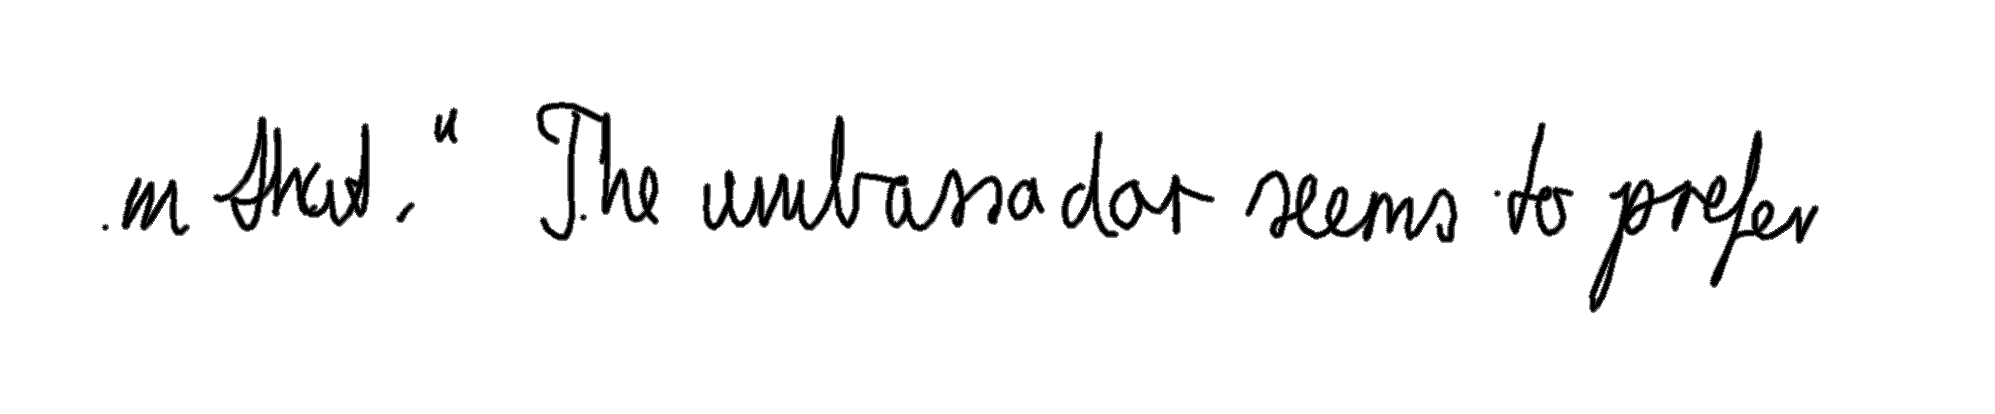 in that," The ambassador seems to prefer